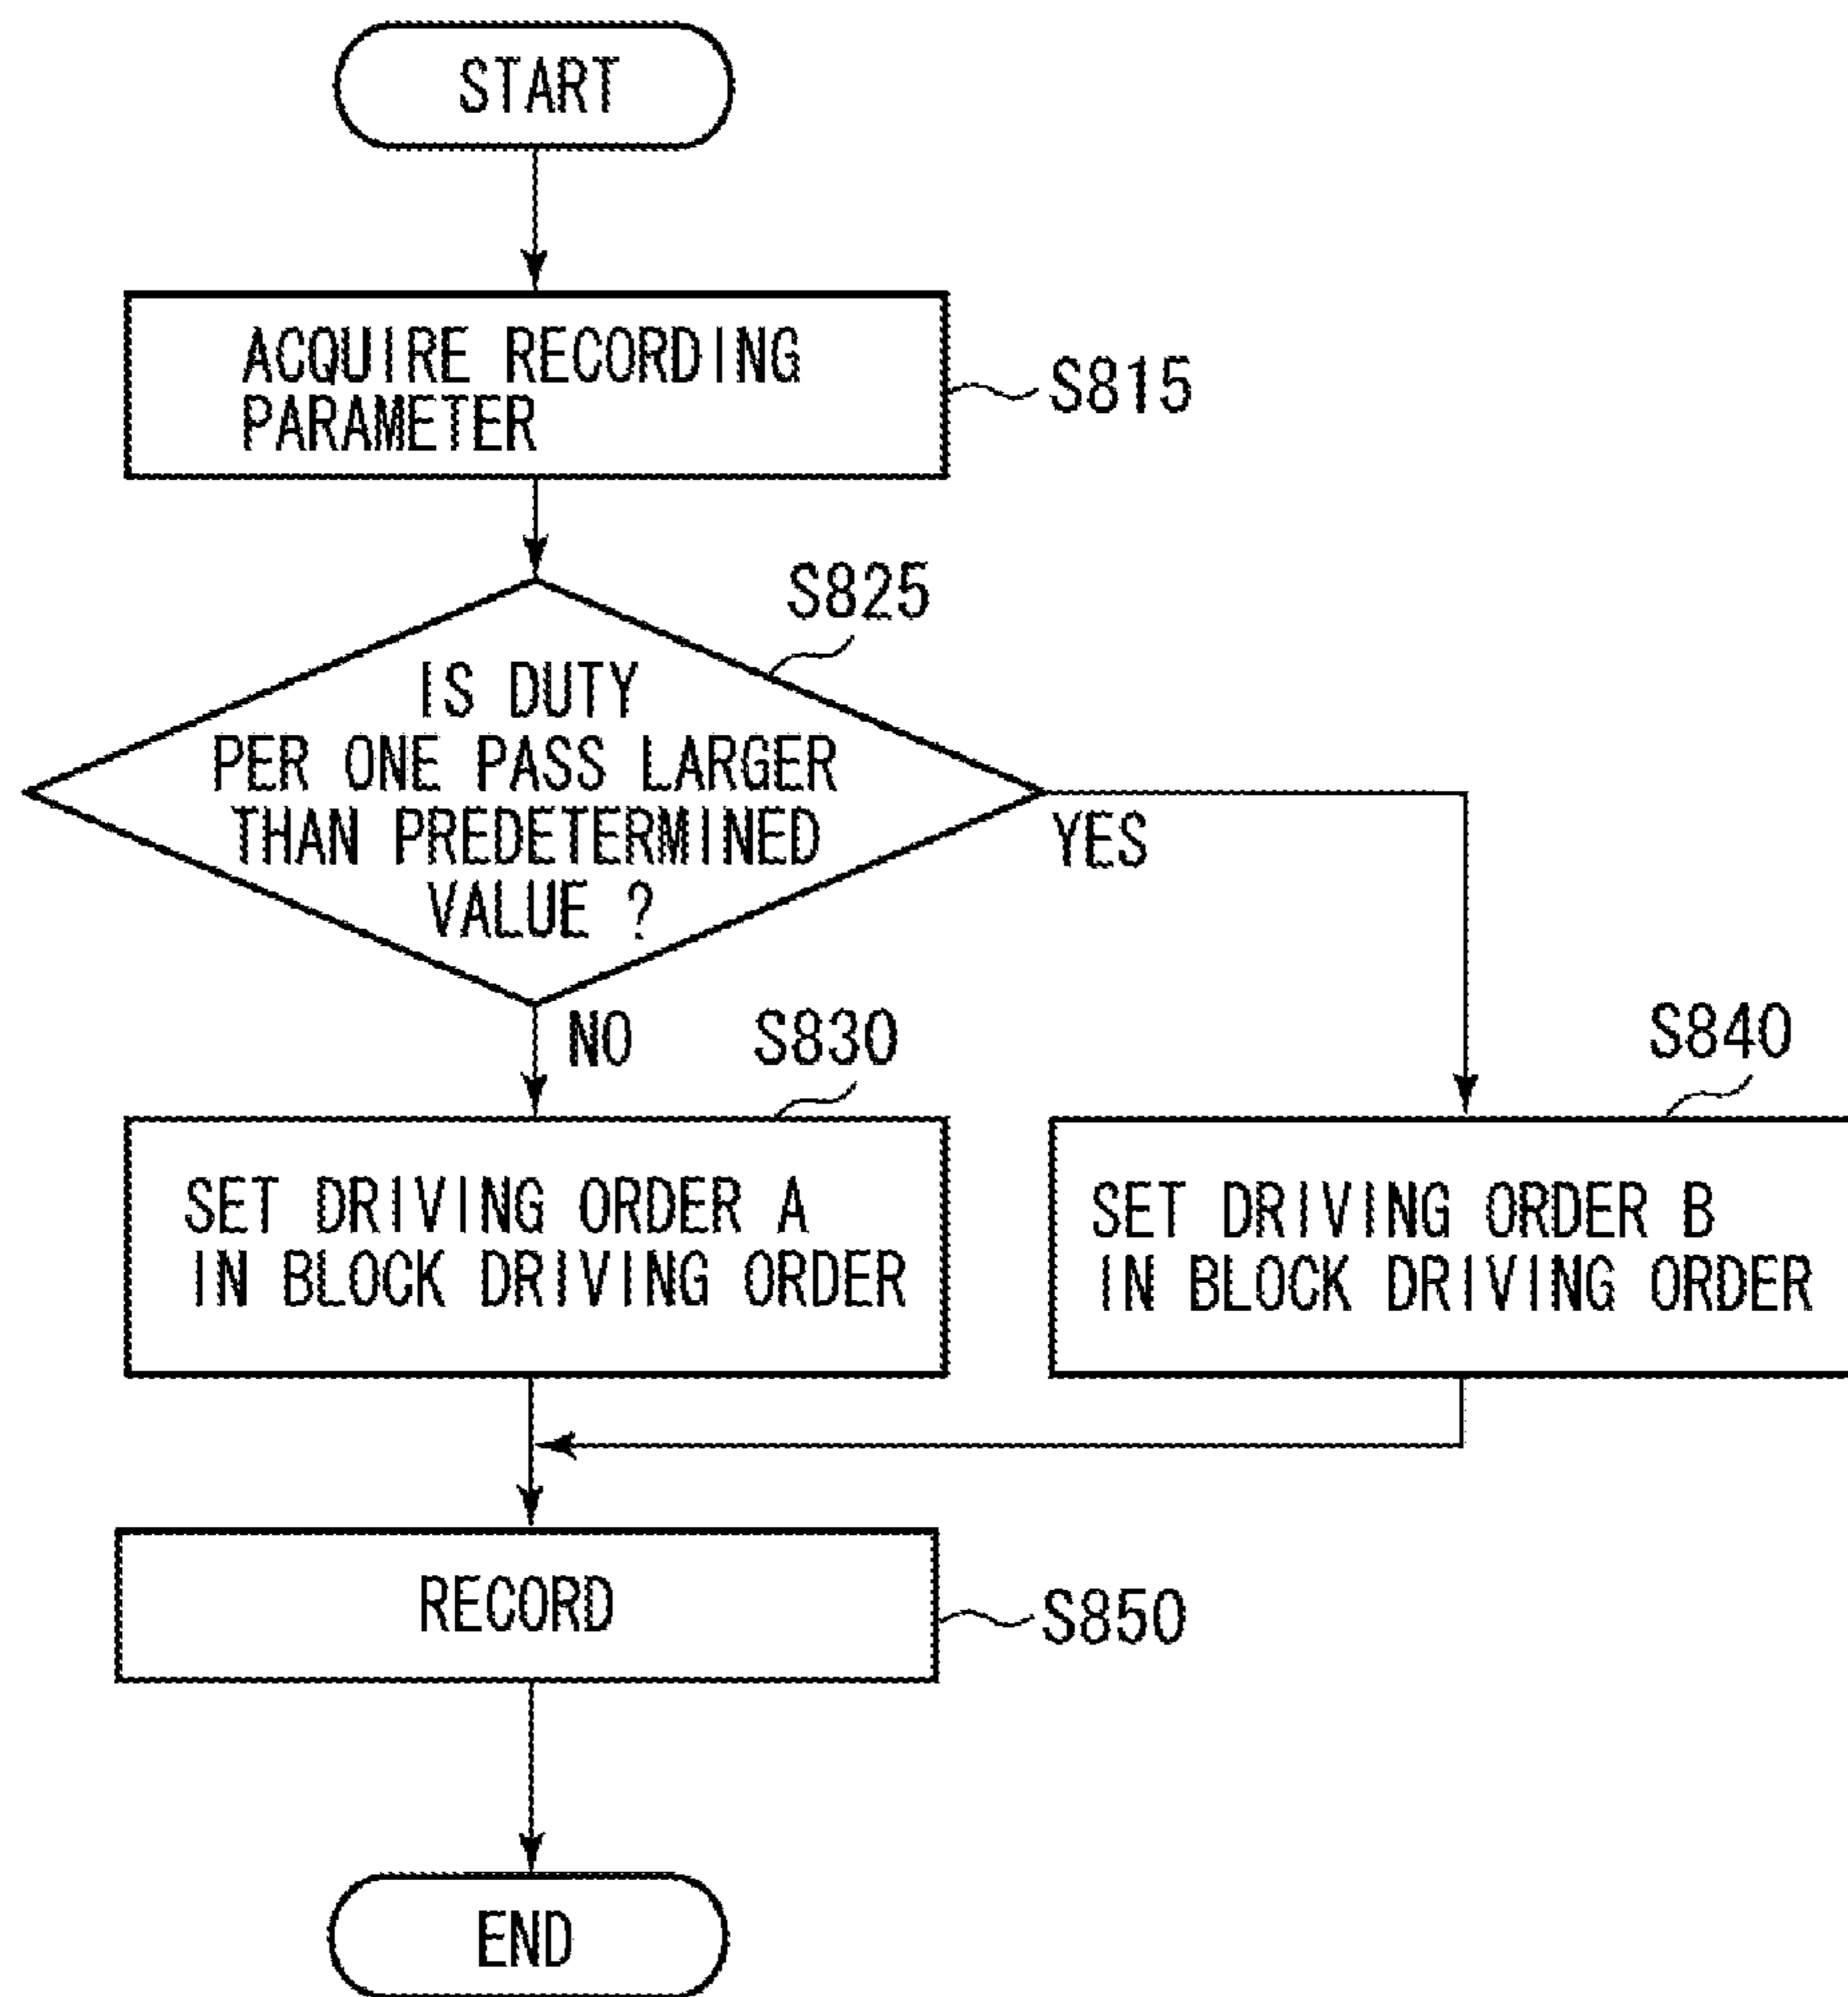 START
ACQUIRE RECORDING
PARAMETER
S815
S825
IS DUTY
PER ONE PASS LARGER
THAN PREDETERMINED
VALUE ?
YES
NO
S830
S840
SET DRIVING ORDER A
IN BLOCK DRIVING ORDER
SET DRIVING ORDER B
IN BLOCK DRIVING ORDER
RECORD
S850
END